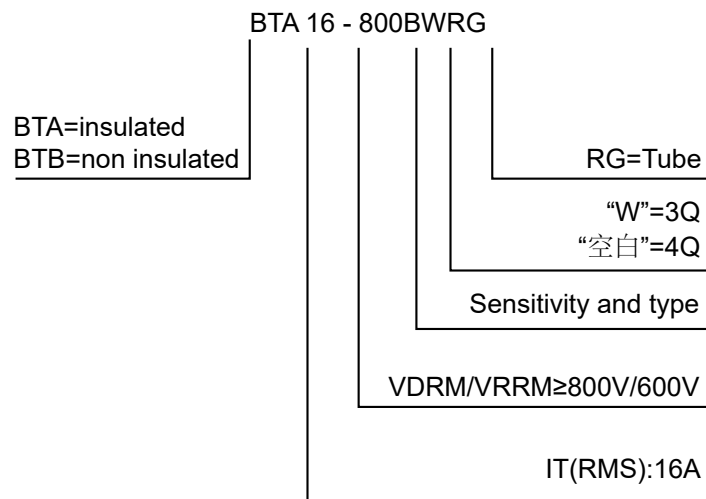 BTA 16 - 800BWRG
BTA=insulated
BTB=non insulated
RG=Tube
“W”=3Q
“空白”=4Q
Sensitivity and type
VDRM/VRRM≥800V/600V
IT(RMS):16A